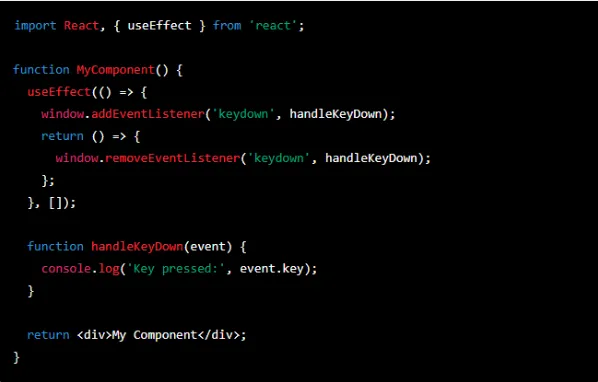 import React, { useEffect } from 'react';
function MyComponent() {
  useEffect(() => {
    window.addEventListener('keydown', handleKeyDown);
    return () => {
      window.removeEventListener('keydown', handleKeyDown);
    };
  }, []);
  function handleKeyDown(event) {
    console.log('Key pressed:', event.key);
  }
  return <div>My Component</div>;
}